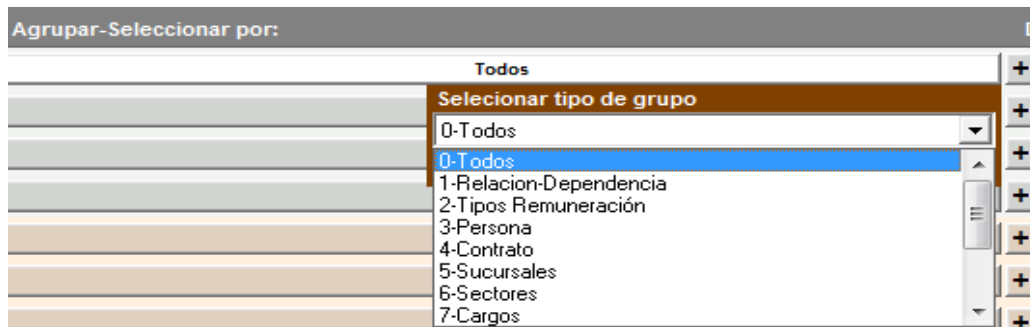 Agrupar-Seleccionar por:
Todos
+
Selecionar tipo de grupo
+
0-Todos
+
0-Todos
1-Relacion-Dependencia
+
2-Tipos Remuneración
3-Persona
+
4-Contrato
5-Sucursales
+
6-Sectores
7-Cargos
+